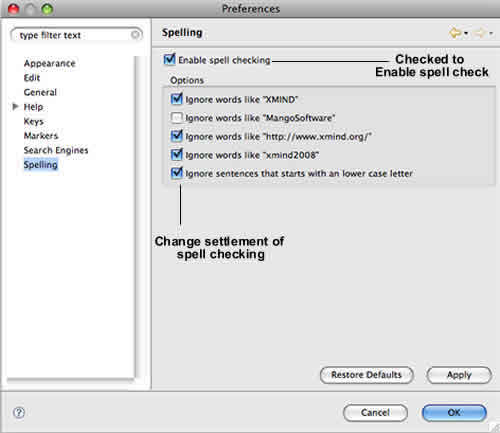 Preferences
type filter text
Spelling
Appearance
Edit
General
Help
Keys
Markers
Search Engines
Spelling
Enable spell checking
Checked to
Enable spell check
Options
Ignore words like "XMIND"
Ignore words like "MangoSoftware"
Ignore words like "http://www.xmind.org/"
Ignore words like "xmind2008"
Ignore sentences that starts with an lower case letter
Change settlement of
spell checking
Restore Defaults
Apply
?
Cancel
OK